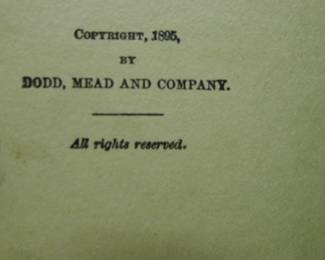 COPYRIGHT, 1895,
BY
DODD, MEAD AND COMPANY.
All rights reserved.